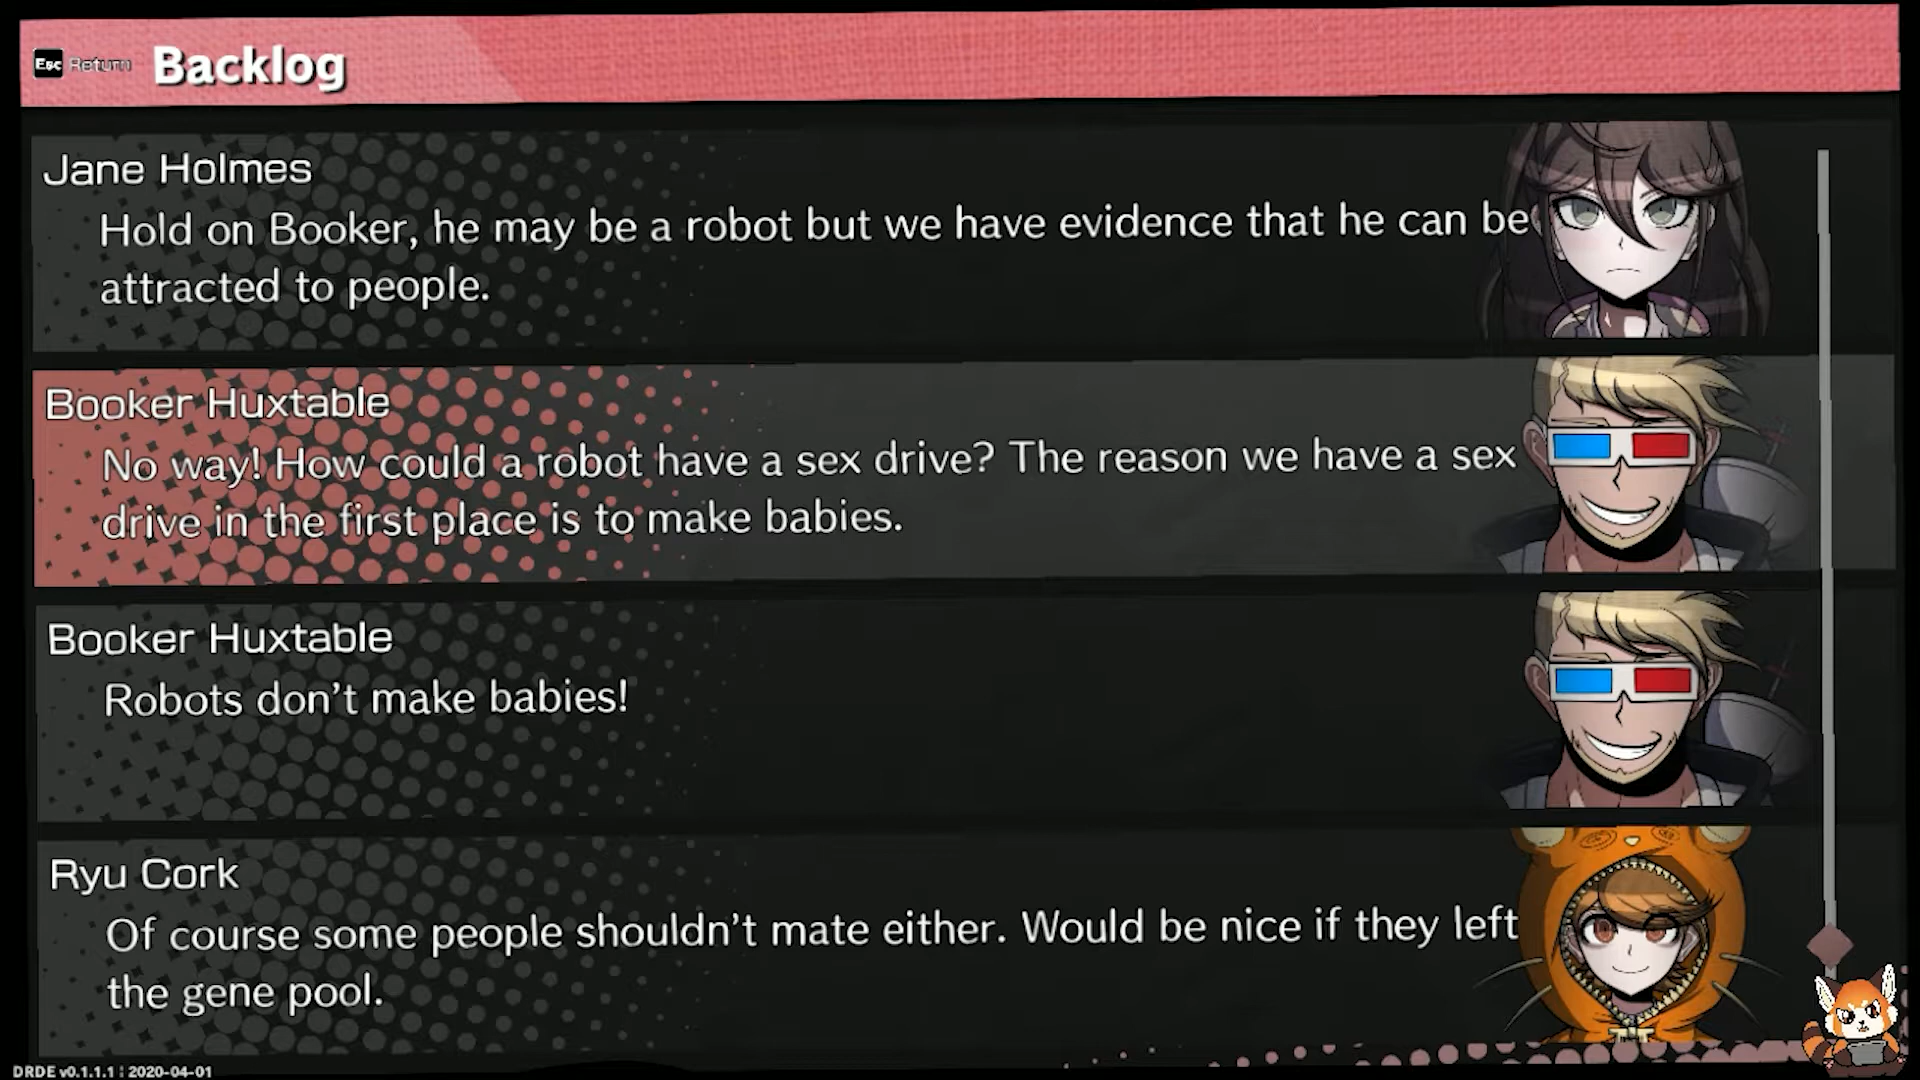 Esc Return Backlog
Jane Holmes
Hold on Booker, he may be a robot but we have evidence that he can be
attracted to people.
Booker Huxtable
No way! How could a robot have a sex drive? The reason we have a sex
drive in the first place is to make babies.
Booker Huxtable
Robots don't make babies!
Ryu Cork
Of course some people shouldn't mate either. Would be nice if they left
the gene pool.
DRDE v0.1.1.1 | 2020-04-01